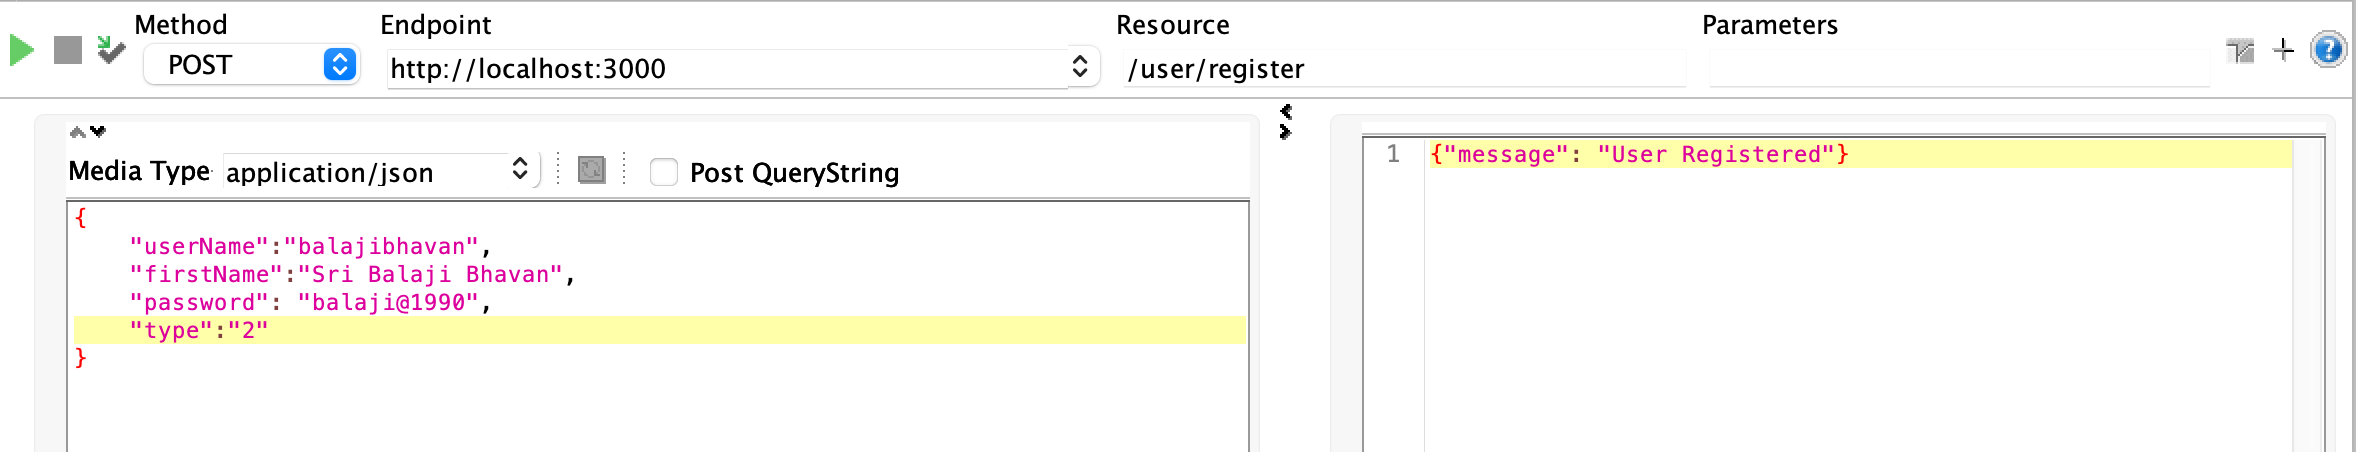 Method Endpoint Resource Parameters
POST http://localhost:3000 /user/register
Media Type application/json Post QueryString
{
"userName":"balajibhavan",
"firstName":"Sri Balaji Bhavan",
"password": "balaji@1990",
"type":"2"
}
1 {"message": "User Registered"}